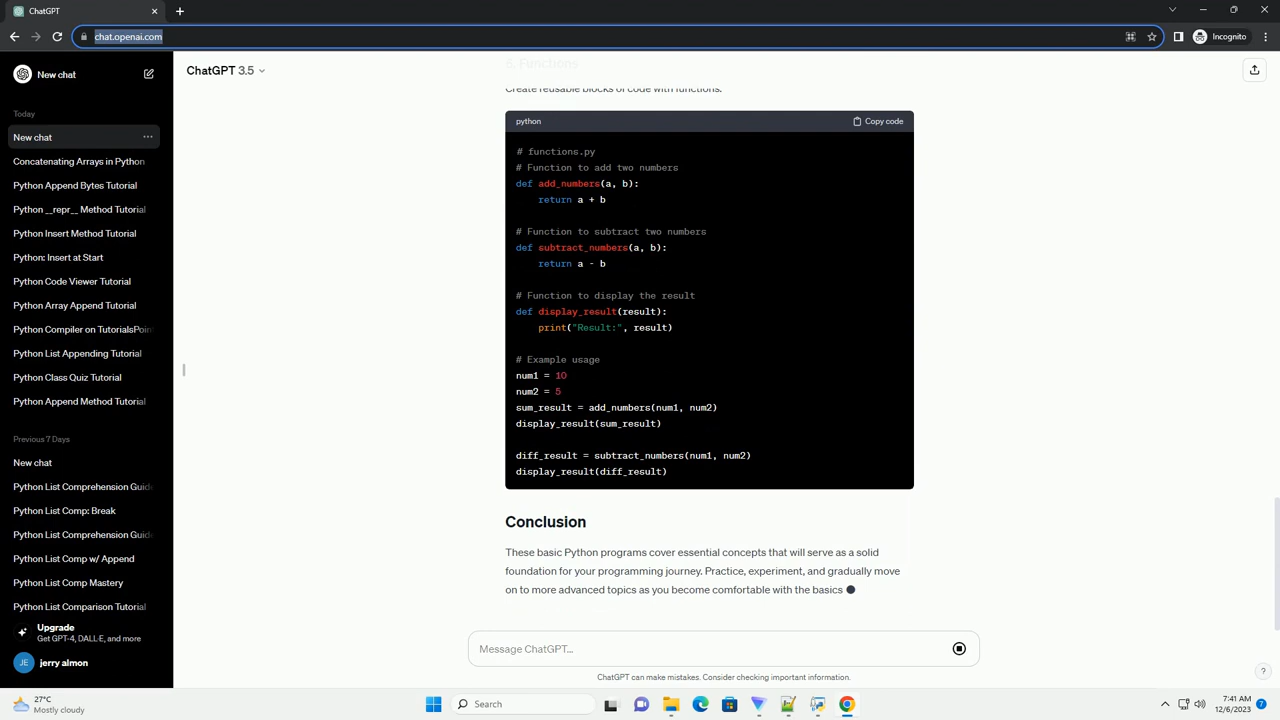 ChatGPT
chat.openai.com
Incognito
New chat
Today
New chat
Concatenating Arrays in Python
Python Append Bytes Tutorial
Python __repr__ Method Tutorial
Python Insert Method Tutorial
Python: Insert at Start
Python Code Viewer Tutorial
Python Array Append Tutorial
Python Compiler on TutorialsPoin
Python List Appending Tutorial
Python Class Quiz Tutorial
Python Append Method Tutorial
Previous 7 Days
New chat
Python List Comprehension Guide
Python List Comp: Break
Python List Comprehension Guide
Python List Comp w/ Append
Python List Comp Mastery
Python List Comparison Tutorial
Upgrade
Get GPT-4, DALL·E, and more
JE jerry almon
ChatGPT 3.5
Functions
Create reusable blocks of code with functions.
python Copy code
# functions.py
# Function to add two numbers
def add_numbers(a, b):
return a + b
# Function to subtract two numbers
def subtract_numbers(a, b):
return a - b
# Function to display the result
def display_result(result):
print("Result:", result)
# Example usage
num1 = 10
num2 = 5
sum_result = add_numbers(num1, num2)
display_result(sum_result)
diff_result = subtract_numbers(num1, num2)
display_result(diff_result)
Conclusion
These basic Python programs cover essential concepts that will serve as a solid
foundation for your programming journey. Practice, experiment, and gradually move
on to more advanced topics as you become comfortable with the basics
Message ChatGPT...
ChatGPT can make mistakes. Consider checking important information.
?
27°C
Mostly cloudy
Search
7:41 AM
12/6/2023
7